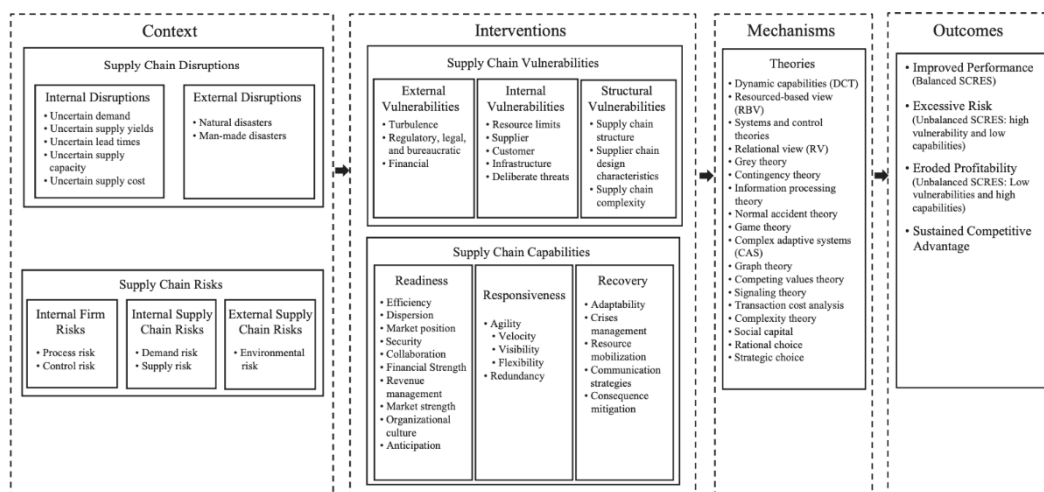 Context
Supply Chain Disruptions
Internal Disruptions
• Uncertain demand
• Uncertain supply yields
• Uncertain lead times
• Uncertain supply
capacity
• Uncertain supply cost
External Disruptions
• Natural disasters
• Man-made disasters
Supply Chain Risks
Internal Firm
Risks
• Process risk
• Control risk
Internal Supply
Chain Risks
• Demand risk
• Supply risk
External Supply
Chain Risks
• Environmental
risk
Interventions
Supply Chain Vulnerabilities
External
Vulnerabilities
• Turbulence
• Regulatory, legal,
and bureaucratic
• Financial
Internal
Vulnerabilities
• Resource limits
• Supplier
• Customer
• Infrastructure
• Deliberate threats
Structural
Vulnerabilities
• Supply chain
structure
• Supplier chain
design
characteristics
• Supply chain
complexity
Supply Chain Capabilities
Readiness
• Efficiency
• Dispersion
• Market position
• Security
• Collaboration
• Financial Strength
• Revenue
management
• Market strength
• Organizational
culture
• Anticipation
Responsiveness
• Agility
• Velocity
• Visibility
• Flexibility
• Redundancy
Recovery
• Adaptability
• Crises
management
• Resource
mobilization
• Communication
strategies
• Consequence
mitigation
Mechanisms
Theories
• Dynamic capabilities (DCT)
• Resourced-based view
(RBV)
• Systems and control
theories
• Relational view (RV)
• Grey theory
• Contingency theory
• Information processing
theory
• Normal accident theory
• Game theory
• Complex adaptive systems
(CAS)
• Graph theory
• Competing values theory
• Signaling theory
• Transaction cost analysis
• Complexity theory
• Social capital
• Rational choice
• Strategic choice
Outcomes
• Improved Performance
(Balanced SCRES)
• Excessive Risk
(Unbalanced SCRES: high
vulnerability and low
capabilities)
• Eroded Profitability
(Unbalanced SCRES: Low
vulnerabilities and high
capabilities)
• Sustained Competitive
Advantage